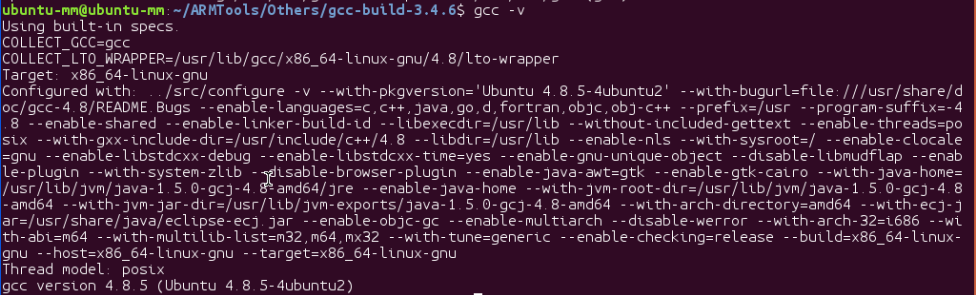 ubuntu-mm@ubuntu-mm:~/ARMTools/Others/gcc-build-3.4.6$ gcc -v
Using built-in specs.
COLLECT_GCC=gcc
COLLECT_LTO_WRAPPER=/usr/lib/gcc/x86_64-linux-gnu/4.8/lto-wrapper
Target: x86_64-linux-gnu
Configured with: ../src/configure -v --with-pkgversion='Ubuntu 4.8.5-4ubuntu2' --with-bugurl=file:///usr/share/d
oc/gcc-4.8/README.Bugs --enable-languages=c,c++,java,go,d,fortran,objc,obj-c++ --prefix=/usr --program-suffix=-4
.8 --enable-shared --enable-linker-build-id --libexecdir=/usr/lib --without-included-gettext --enable-threads=po
six --with-gxx-include-dir=/usr/include/c++/4.8 --libdir=/usr/lib --enable-nls --with-sysroot=/ --enable-clocale
=gnu --enable-libstdcxx-debug --enable-libstdcxx-time=yes --enable-gnu-unique-object --disable-libmudflap --enab
le-plugin --with-system-zlib --disable-browser-plugin --enable-java-awt=gtk --enable-gtk-cairo --with-java-home=
/usr/lib/jvm/java-1.5.0-gcj-4.8-amd64/jre --enable-java-home --with-jvm-root-dir=/usr/lib/jvm/java-1.5.0-gcj-4.8
-amd64 --with-jvm-jar-dir=/usr/lib/jvm-exports/java-1.5.0-gcj-4.8-amd64 --with-arch-directory=amd64 --with-ecj-j
ar=/usr/share/java/eclipse-ecj.jar --enable-objc-gc --enable-multiarch --disable-werror --with-arch-32=i686 --wi
th-abi=m64 --with-multilib-list=m32,m64,mx32 --with-tune=generic --enable-checking=release --build=x86_64-linux-
gnu --host=x86_64-linux-gnu --target=x86_64-linux-gnu
Thread model: posix
gcc version 4.8.5 (Ubuntu 4.8.5-4ubuntu2)